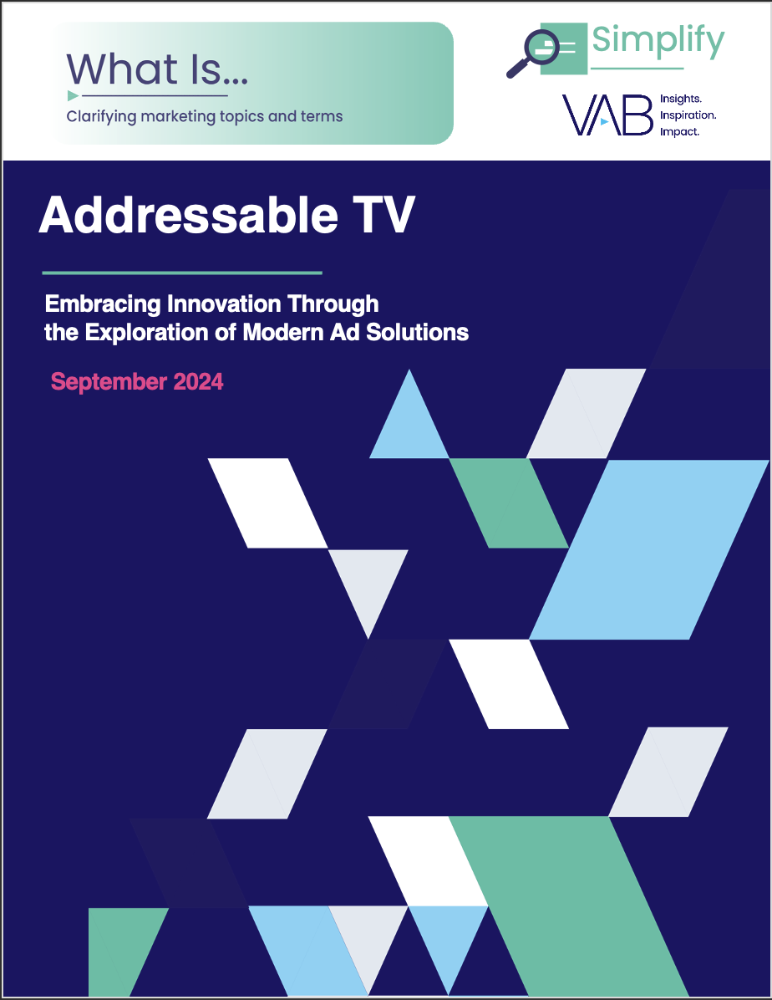 What Is...
Clarifying marketing topics and terms
Simplify
VAB
Insights.
Inspiration.
Impact.
Addressable TV
Embracing Innovation Through
the Exploration of Modern Ad Solutions
September 2024